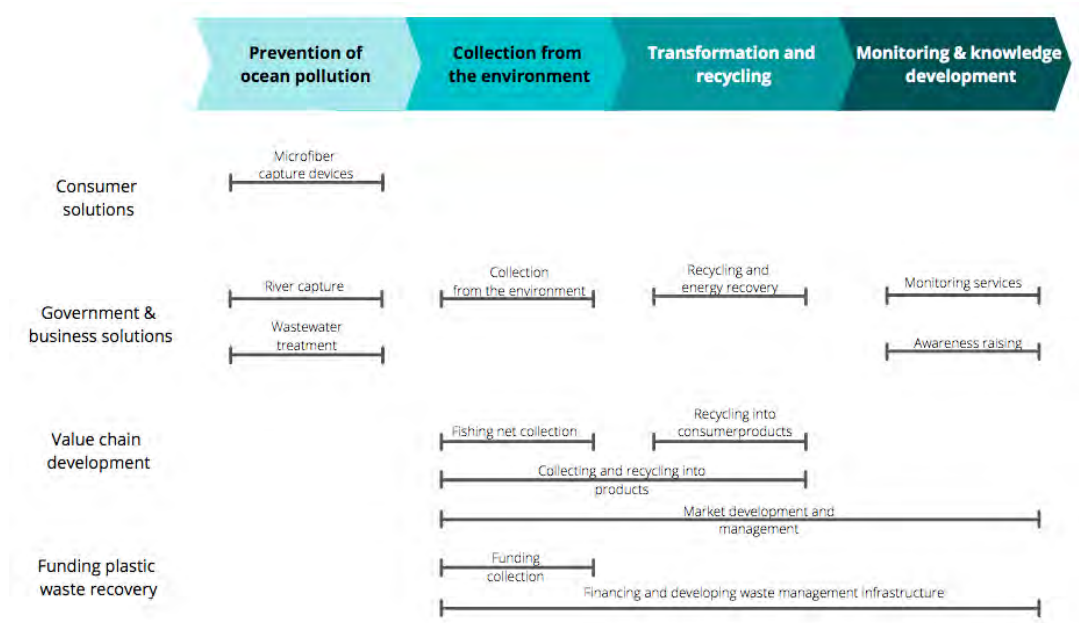 Prevention of
ocean pollution
Collection from
the environment
Transformation and
recycling
Monitoring & knowledge
development
Consumer
solutions
Microfiber
capture devices
Government &
business solutions
River capture
Collection
from the environment
Recycling and
energy recovery
Monitoring services
Wastewater
treatment
Awareness raising
Value chain
development
Fishing net collection
Recycling into
consumerproducts
Collecting and recycling into
products
Market development and
management
Funding plastic
waste recovery
Funding
collection
Financing and developing waste management infrastructure